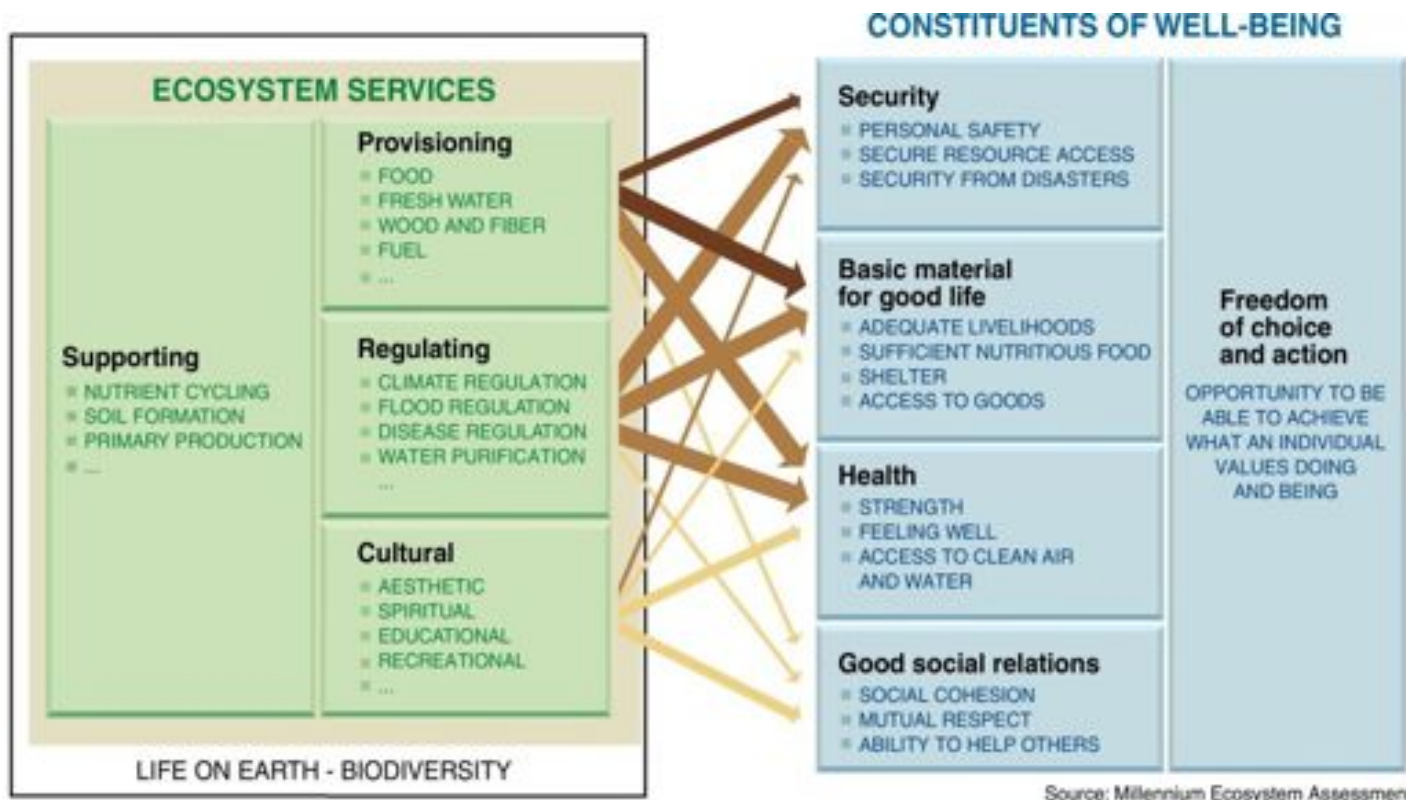 CONSTITUENTS OF WELL-BEING
ECOSYSTEM SERVICES
Supporting
NUTRIENT CYCLING
SOIL FORMATION
PRIMARY PRODUCTION
...
Provisioning
FOOD
FRESH WATER
WOOD AND FIBER
FUEL
...
Regulating
CLIMATE REGULATION
FLOOD REGULATION
DISEASE REGULATION
WATER PURIFICATION
...
Cultural
AESTHETIC
SPIRITUAL
EDUCATIONAL
RECREATIONAL
...
LIFE ON EARTH - BIODIVERSITY
Security
PERSONAL SAFETY
SECURE RESOURCE ACCESS
SECURITY FROM DISASTERS
Basic material
for good life
ADEQUATE LIVELIHOODS
SUFFICIENT NUTRITIOUS FOOD
SHELTER
ACCESS TO GOODS
Health
STRENGTH
FEELING WELL
ACCESS TO CLEAN AIR
AND WATER
Good social relations
SOCIAL COHESION
MUTUAL RESPECT
ABILITY TO HELP OTHERS
Freedom
of choice
and action
OPPORTUNITY TO BE
ABLE TO ACHIEVE
WHAT AN INDIVIDUAL
VALUES DOING
AND BEING
Source: Millennium Ecosystem Assessmen